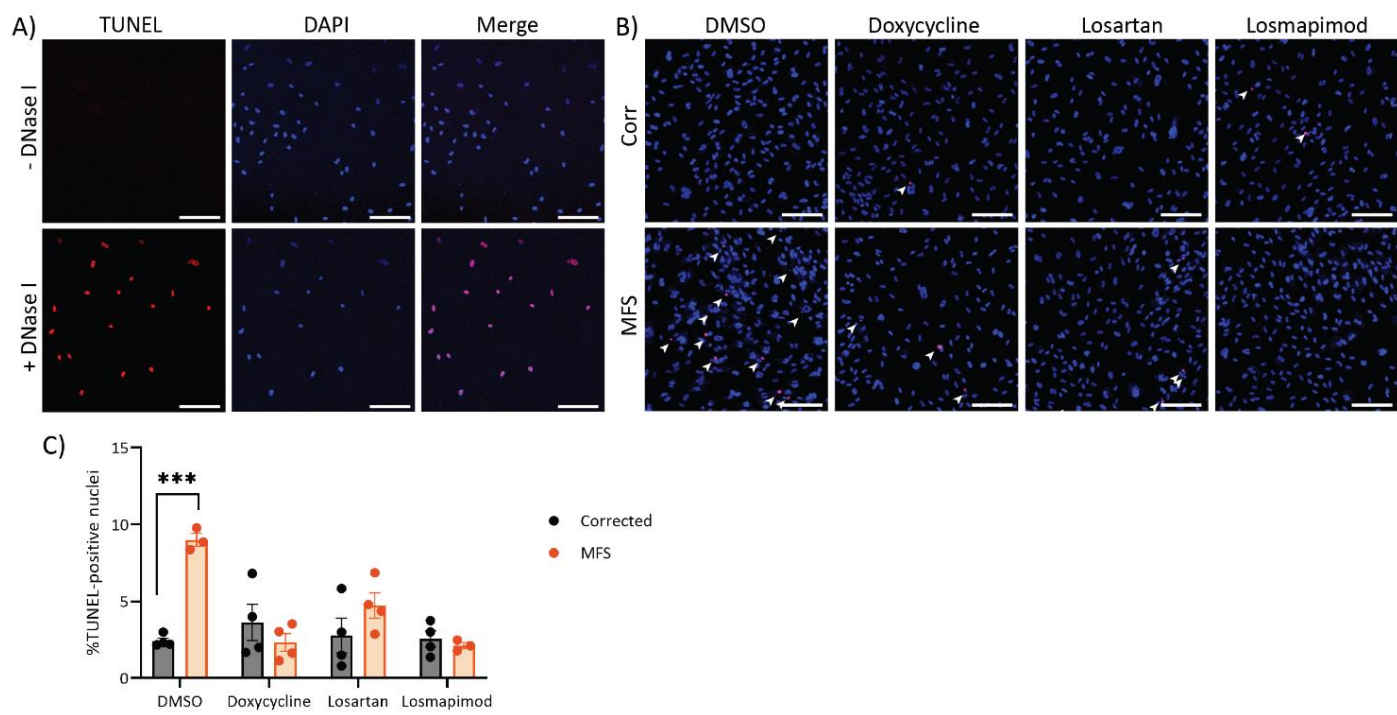 A)
TUNEL
DAPI
Merge
- DNase I
+ DNase I
B)
DMSO
Doxycycline
Losartan
Losmapimod
Corr
MFS
C)
%TUNEL-positive nuclei
15
10
5
0
***
DMSO
Doxycycline
Losartan
Losmapimod
Corrected
MFS